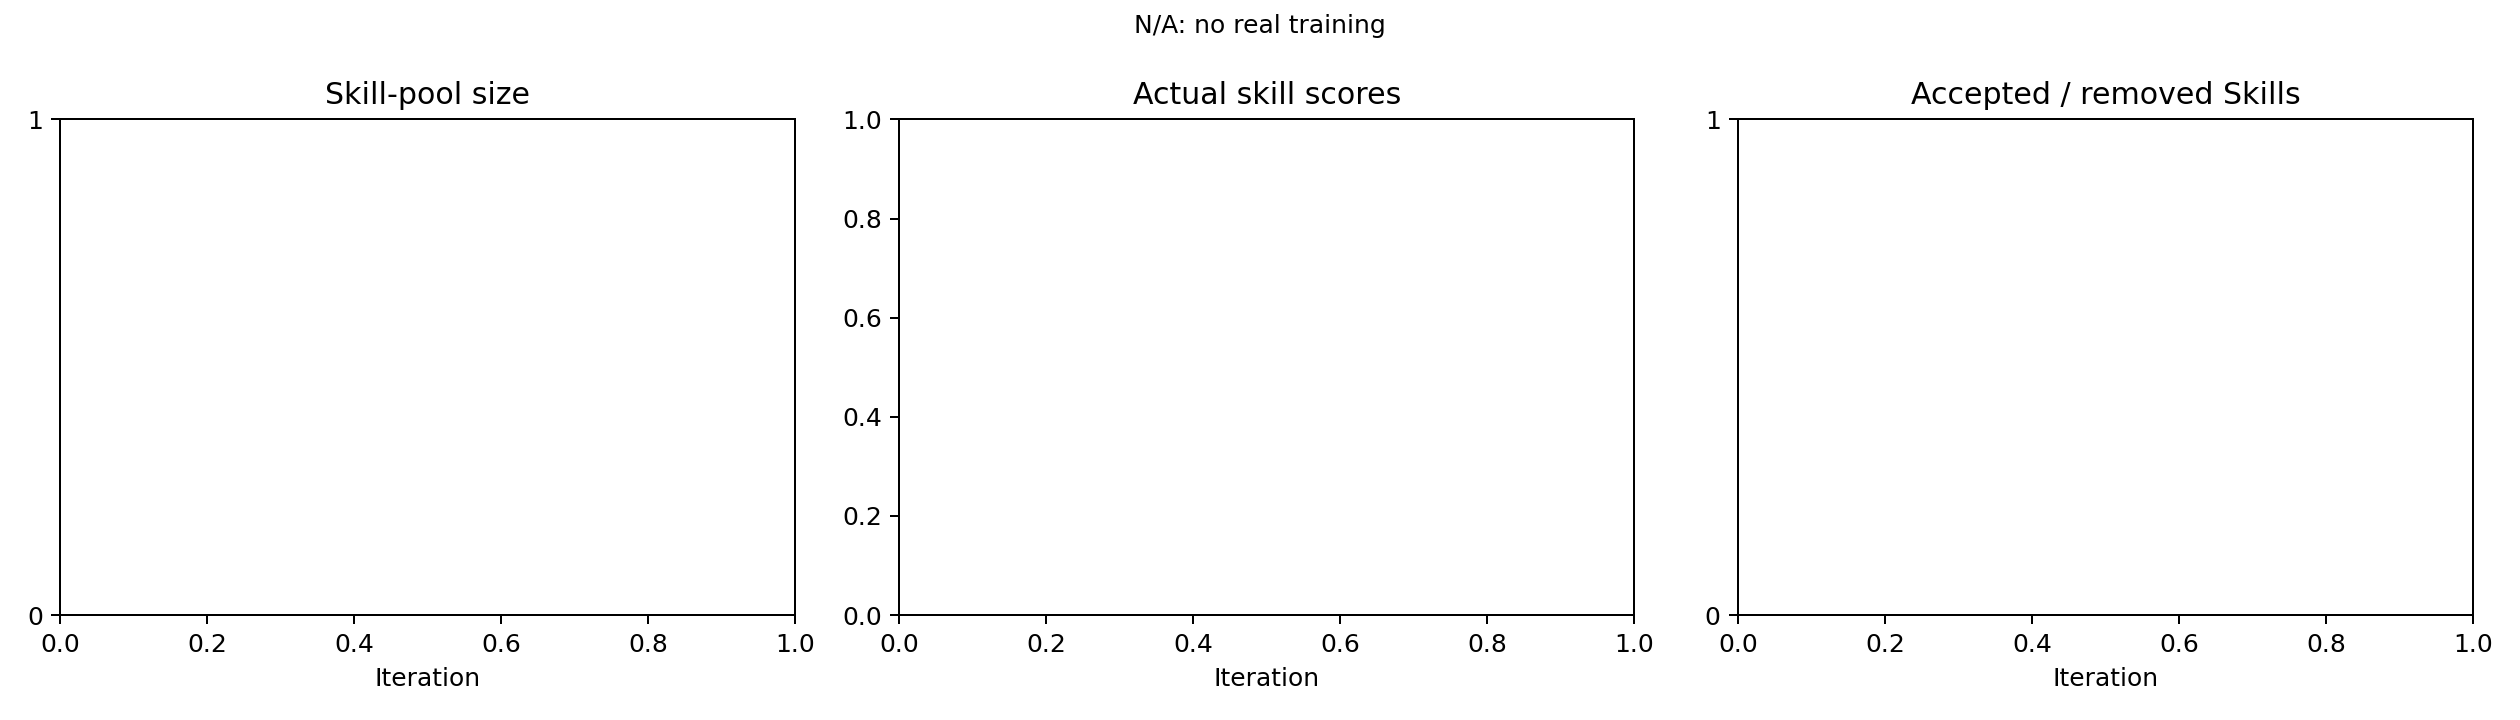 N/A: no real training
Skill-pool size
1
0
0.0 0.2 0.4 0.6 0.8 1.0
Iteration
Actual skill scores
1.0
0.8
0.6
0.4
0.2
0.0
0.0 0.2 0.4 0.6 0.8 1.0
Iteration
Accepted / removed Skills
1
0
0.0 0.2 0.4 0.6 0.8 1.0
Iteration